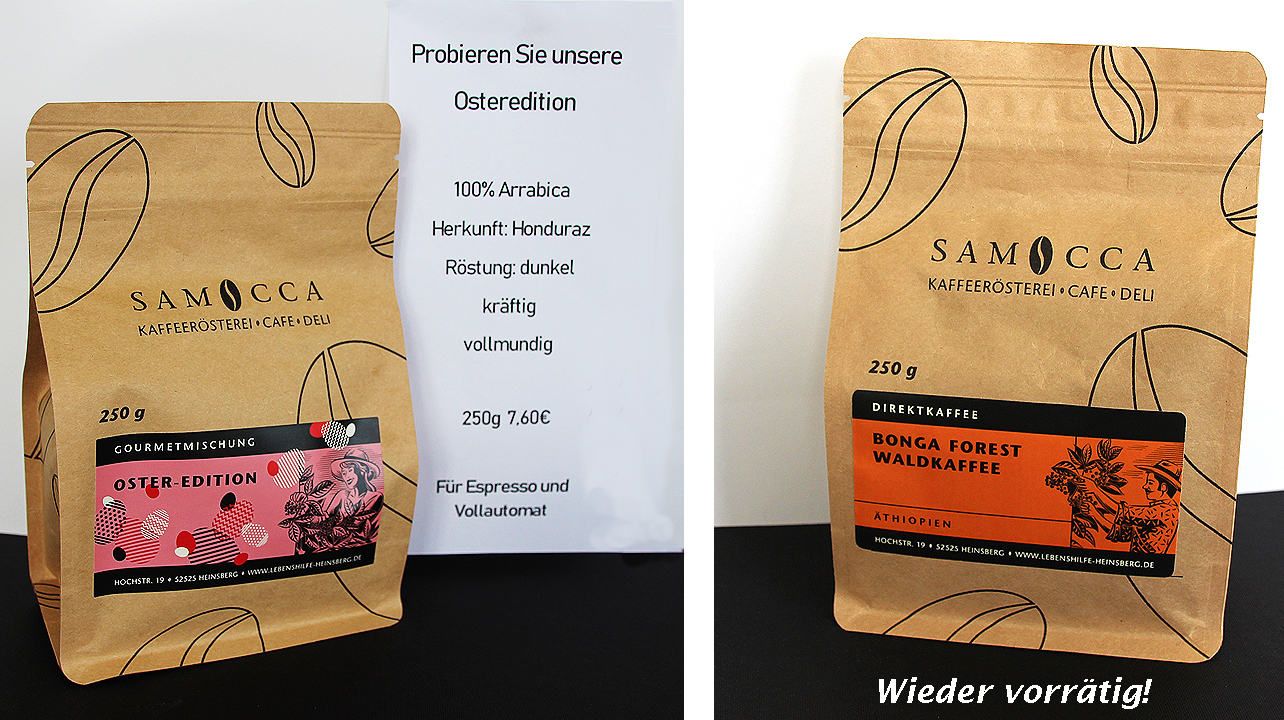 Probieren Sie unsere
Osteredition
100% Arrabica
Herkunft: Honduraz
Röstung: dunkel
kräftig
vollmundig
250g 7,60€
Für Espresso und
Vollautomat
SAMOCCA
KAFFEERÖSTEREI • CAFE • DELI
250 g
GOURMETMISCHUNG
OSTER-EDITION
HOCHSTR. 19 • 52525 HEINSBERG • WWW.LEBENSHILFE-HEINSBERG.DE
SAMOCCA
KAFFEERÖSTEREI • CAFE • DELI
250 g
DIREKTKAFFEE
BONGA FOREST
WALDKAFFEE
ÄTHIOPIEN
HOCHSTR. 19 • 52525 HEINSBERG • WWW.LEBENSHILFE-HEINSBERG.DE
Wieder vorrätig!